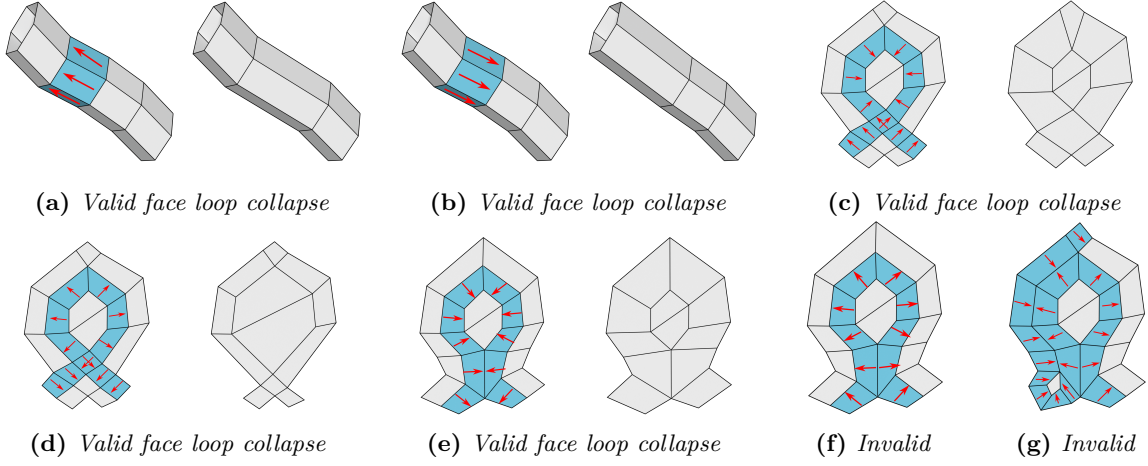 (a) Valid face loop collapse
(b) Valid face loop collapse
(c) Valid face loop collapse
(d) Valid face loop collapse
(e) Valid face loop collapse
(f) Invalid
(g) Invalid